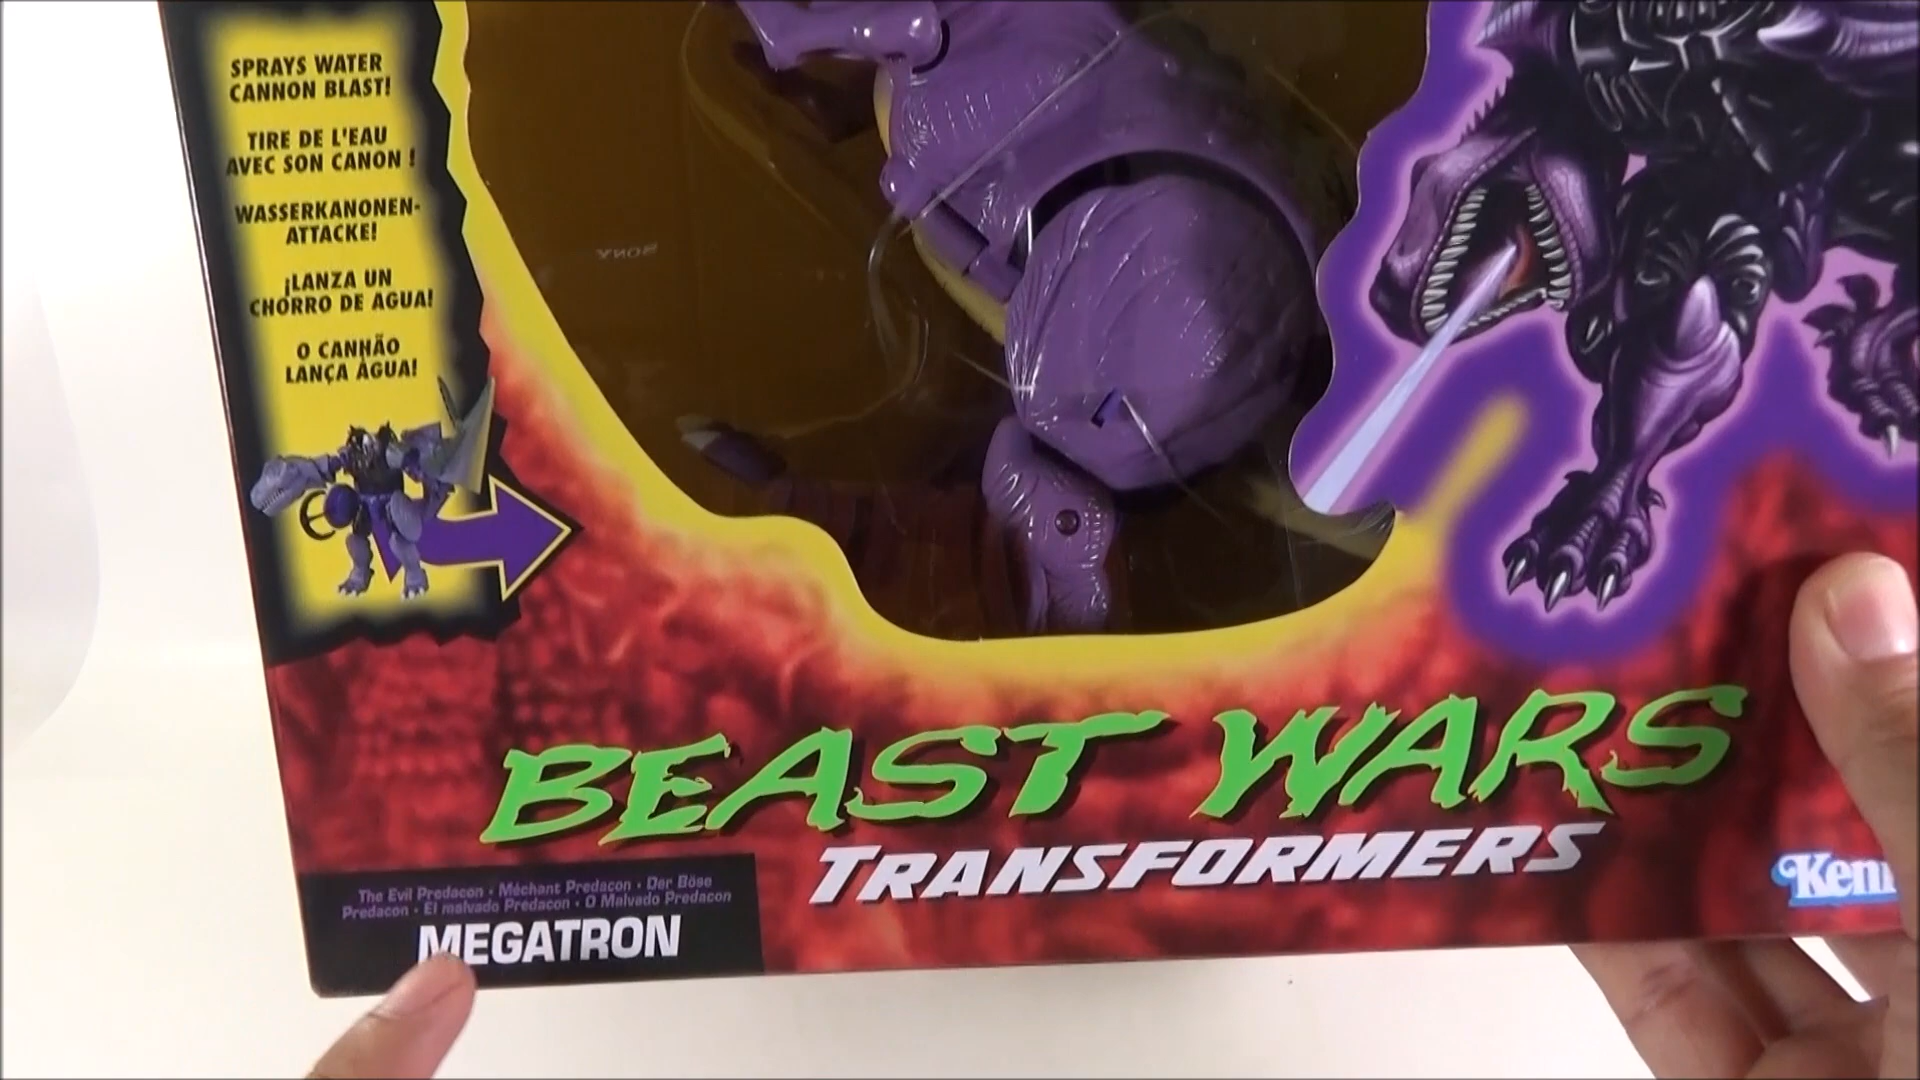 SPRAYS WATER
CANNON BLAST!
TIRE DE L'EAU
AVEC SON CANON !
WASSERKANONEN-
ATTACKE!
¡LANZA UN
CHORRO DE AGUA!
O CANHÃO
LANÇA ÁGUA!
SONY
BEAST WARS
TRANSFORMERS
The Evil Predacon • Méchant Predacon • Der Böse
Predacon • El malvado Predacon • O Malvado Predacon
MEGATRON